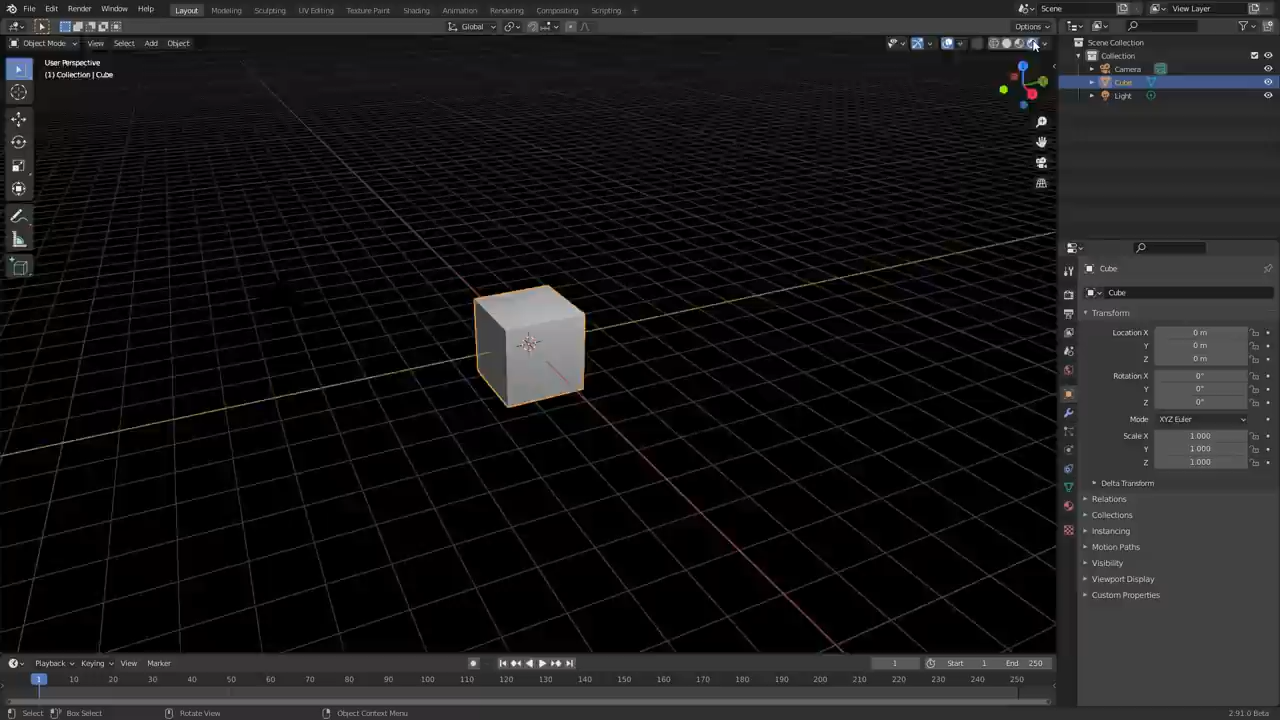 File Edit Render Window Help Layout Modeling Sculpting UV Editing Texture Paint Shading Animation Rendering Compositing Scripting + Scene View Layer
Global Options
Object Mode View Select Add Object
User Perspective
(1) Collection | Cube
Scene Collection
Collection
Camera
Cube
Light
Cube
Cube
Transform
Location X 0 m
Y 0 m
Z 0 m
Rotation X 0°
Y 0°
Z 0°
Mode XYZ Euler
Scale X 1.000
Y 1.000
Z 1.000
Delta Transform
Relations
Collections
Instancing
Motion Paths
Visibility
Viewport Display
Custom Properties
Playback Keying View Marker 1 Start 1 End 250
1 10 20 30 40 50 60 70 80 90 100 110 120 130 140 150 160 170 180 190 200 210 220 230 240 250
Select Box Select Rotate View Object Context Menu 2.91.0 Beta